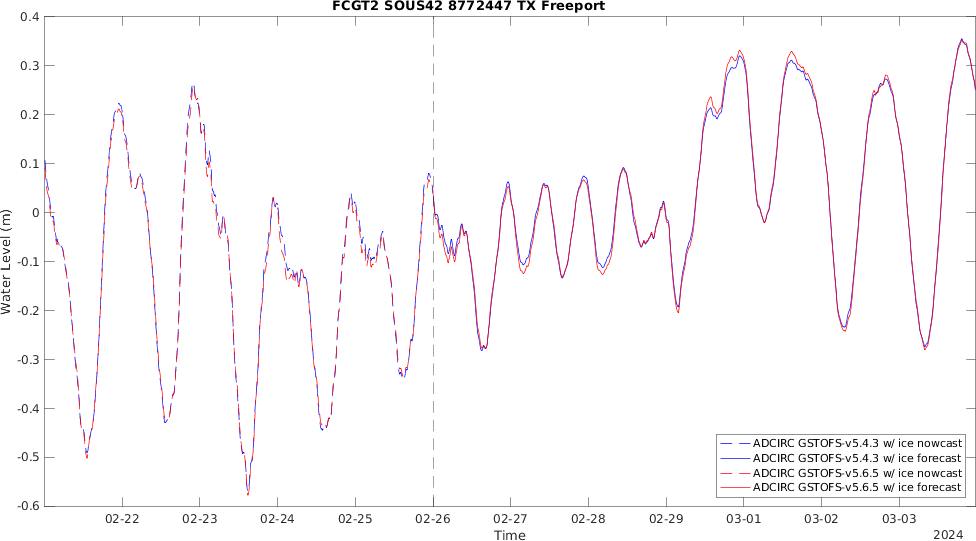 FCGT2 SOUS42 8772447 TX Freeport
0.4
0.3
0.2
0.1
0
-0.1
-0.2
-0.3
-0.4
-0.5
-0.6
Water Level (m)
ADCIRC GSTOFS-v5.4.3 w/ ice nowcast
ADCIRC GSTOFS-v5.4.3 w/ ice forecast
ADCIRC GSTOFS-v5.6.5 w/ ice nowcast
ADCIRC GSTOFS-v5.6.5 w/ ice forecast
02-22 02-23 02-24 02-25 02-26 02-27 02-28 02-29 03-01 03-02 03-03
Time
2024